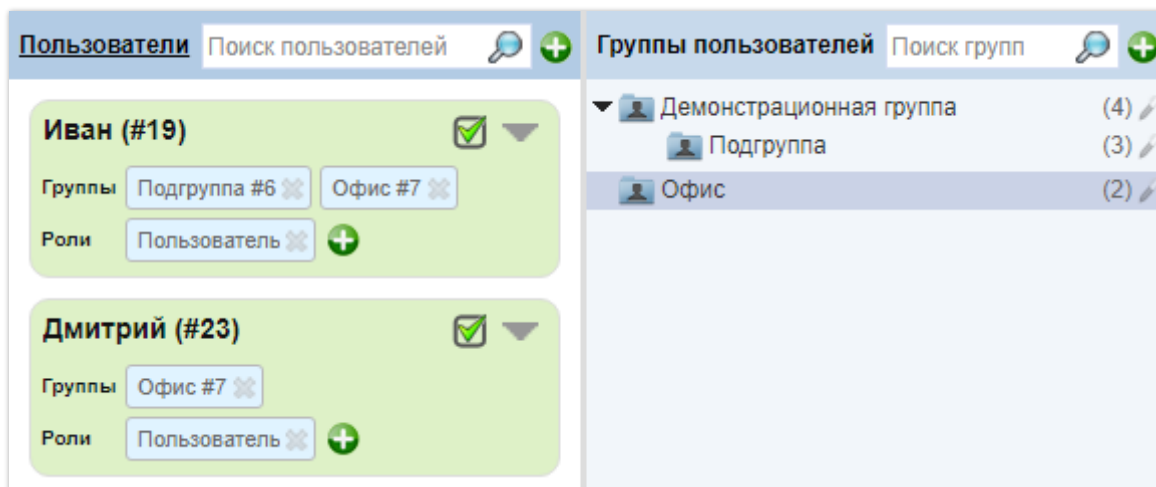 Пользователи Поиск пользователей
Иван (#19)
Группы Подгруппа #6 Офис #7
Роли Пользователь
Дмитрий (#23)
Группы Офис #7
Роли Пользователь
Группы пользователей Поиск групп
Демонстрационная группа (4)
Подгруппа (3)
Офис (2)